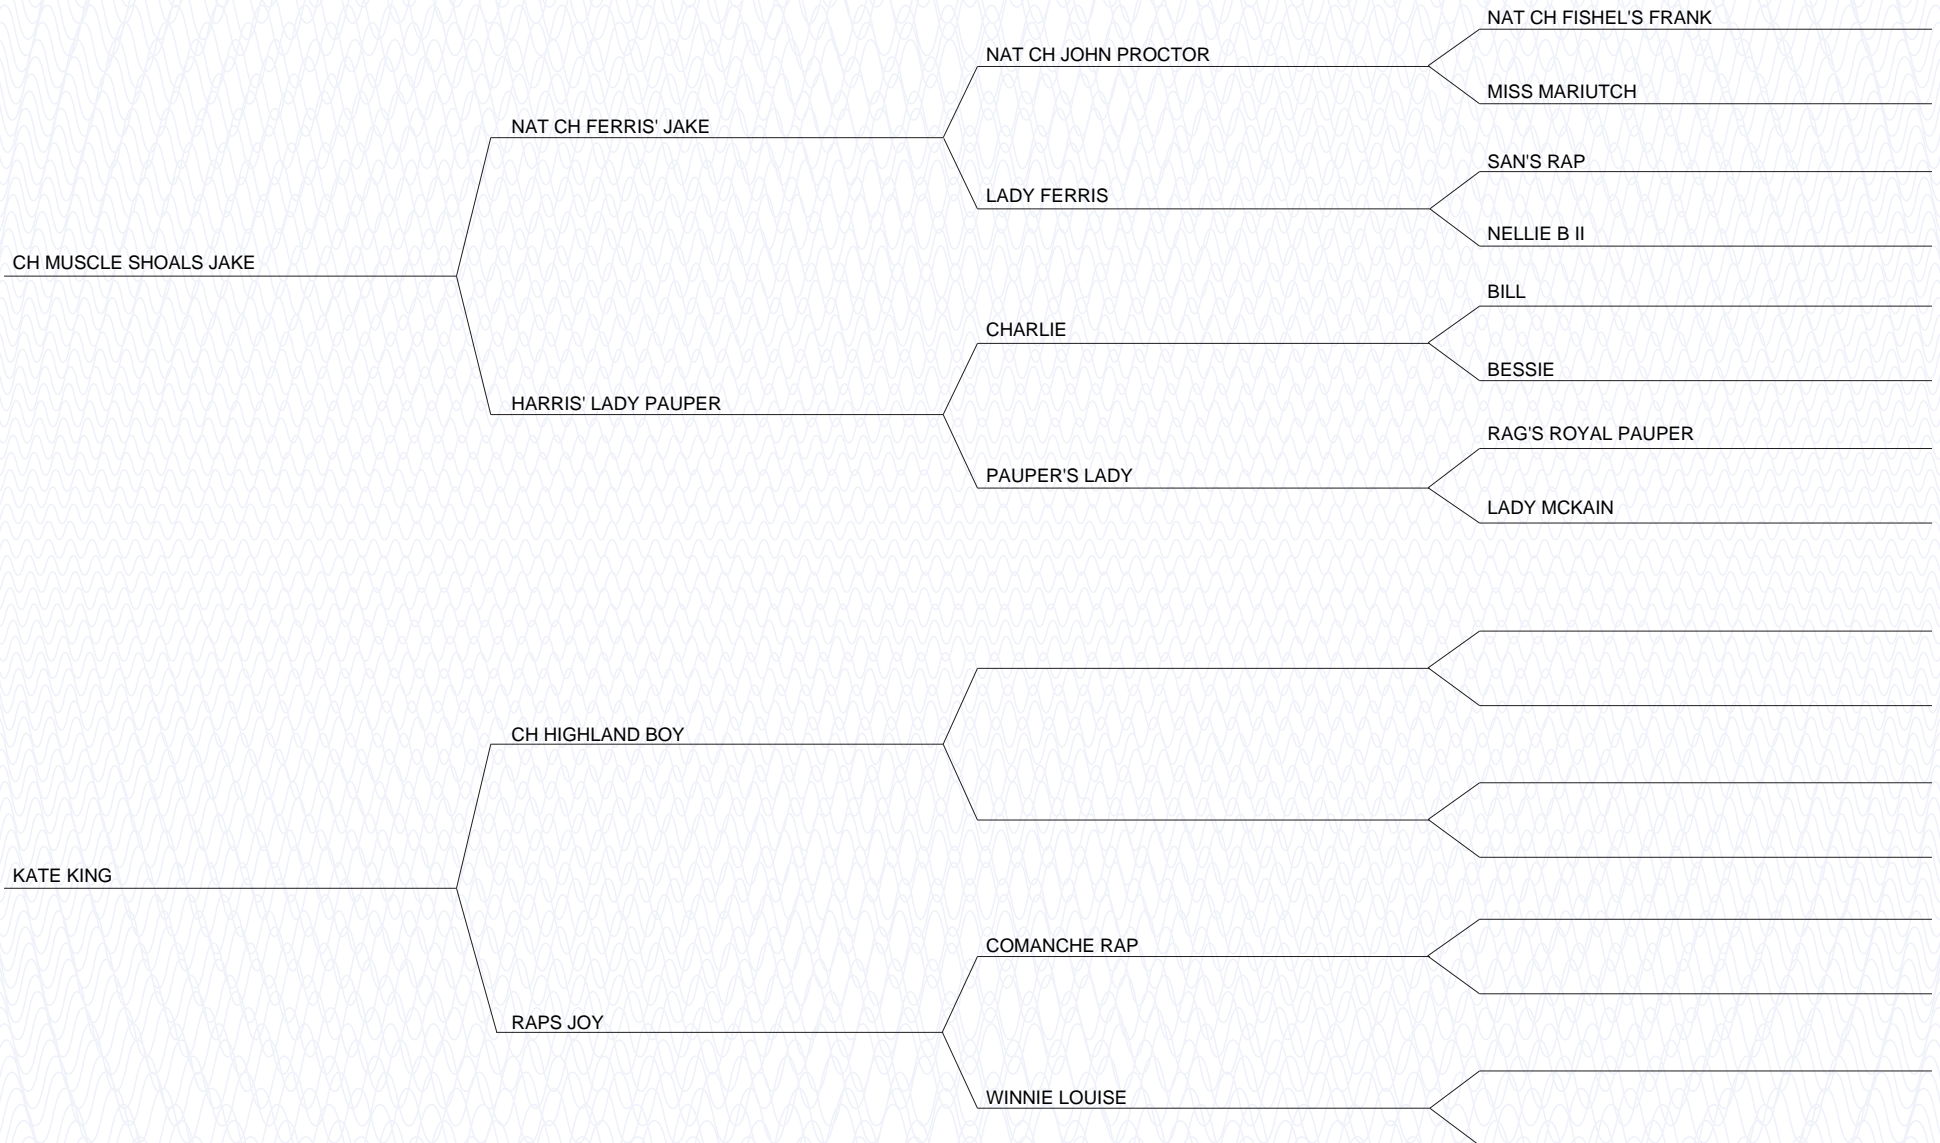 NAT CH FISHEL'S FRANK
NAT CH JOHN PROCTOR
MISS MARIUTCH
NAT CH FERRIS' JAKE
SAN'S RAP
LADY FERRIS
NELLIE B II
CH MUSCLE SHOALS JAKE
BILL
CHARLIE
BESSIE
HARRIS' LADY PAUPER
RAG'S ROYAL PAUPER
PAUPER'S LADY
LADY MCKAIN
CH HIGHLAND BOY
KATE KING
COMANCHE RAP
RAPS JOY
WINNIE LOUISE